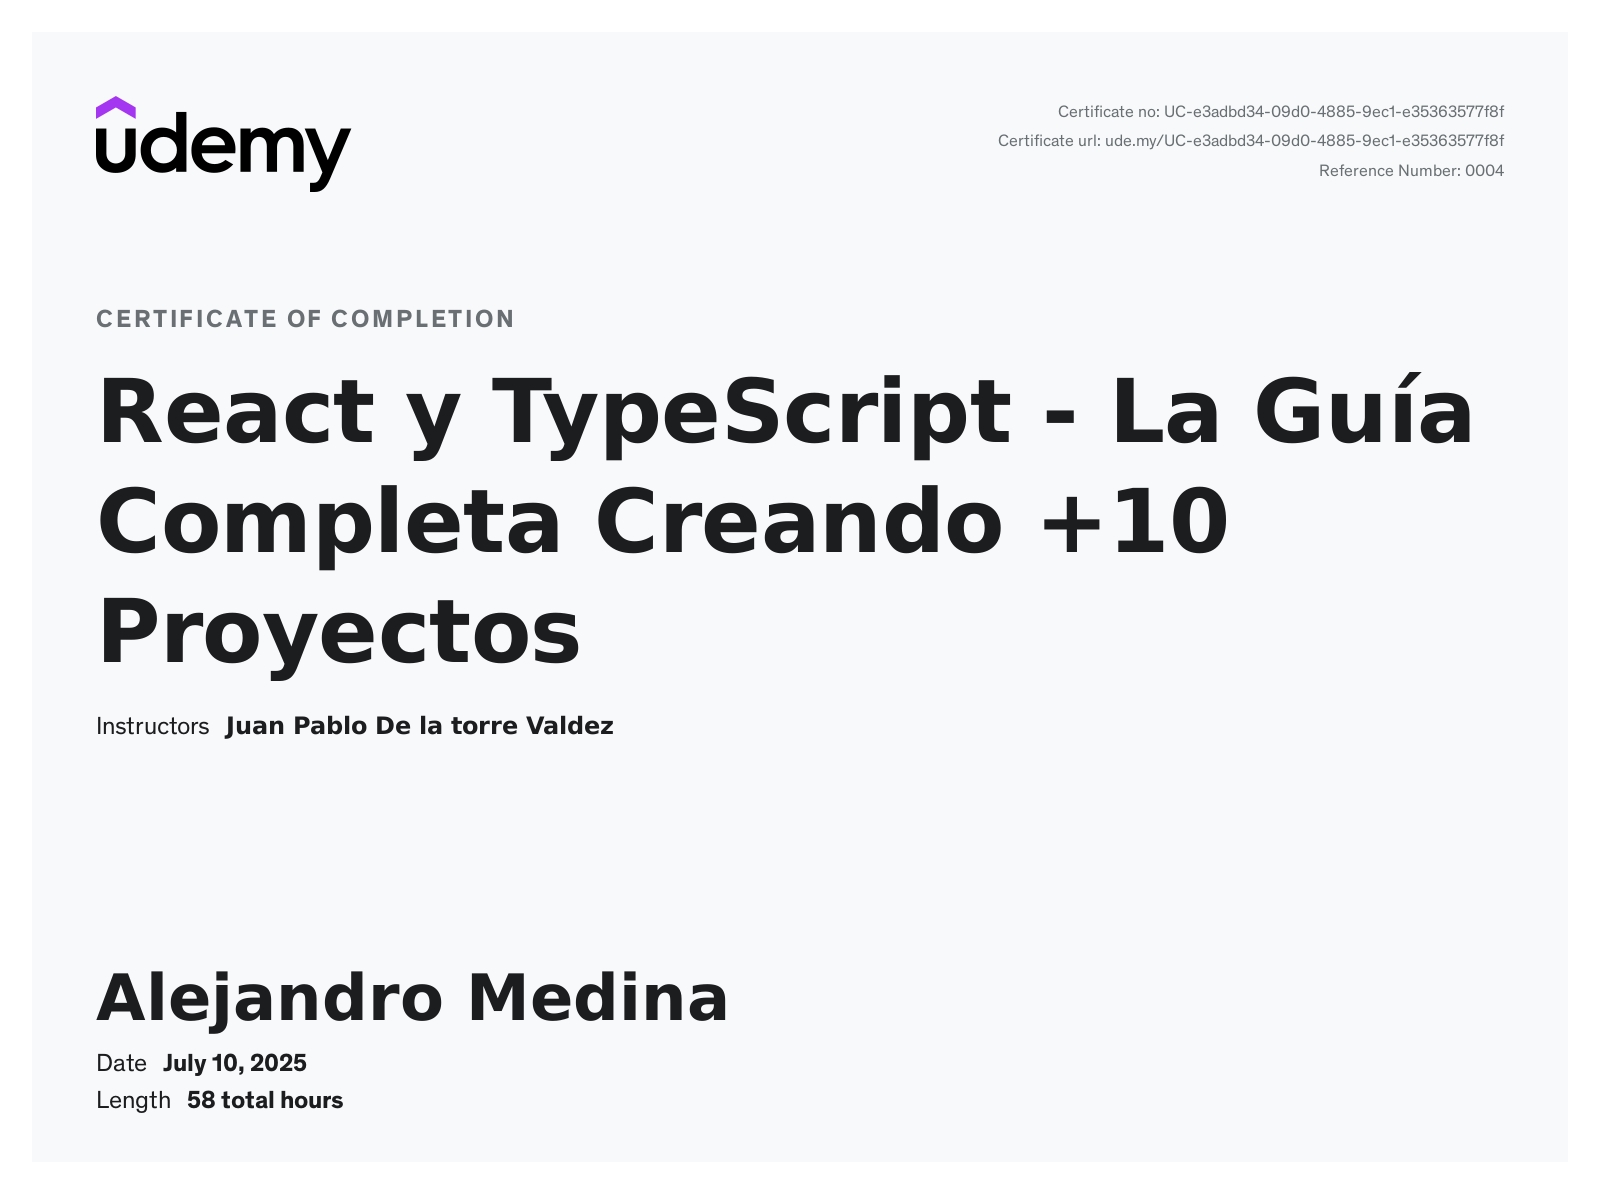 udemy
Certificate no: UC-e3adbd34-09d0-4885-9ec1-e35363577f8f
Certificate url: ude.my/UC-e3adbd34-09d0-4885-9ec1-e35363577f8f
Reference Number: 0004
CERTIFICATE OF COMPLETION
React y TypeScript - La Guía
Completa Creando +10
Proyectos
Instructors Juan Pablo De la torre Valdez
Alejandro Medina
Date July 10, 2025
Length 58 total hours